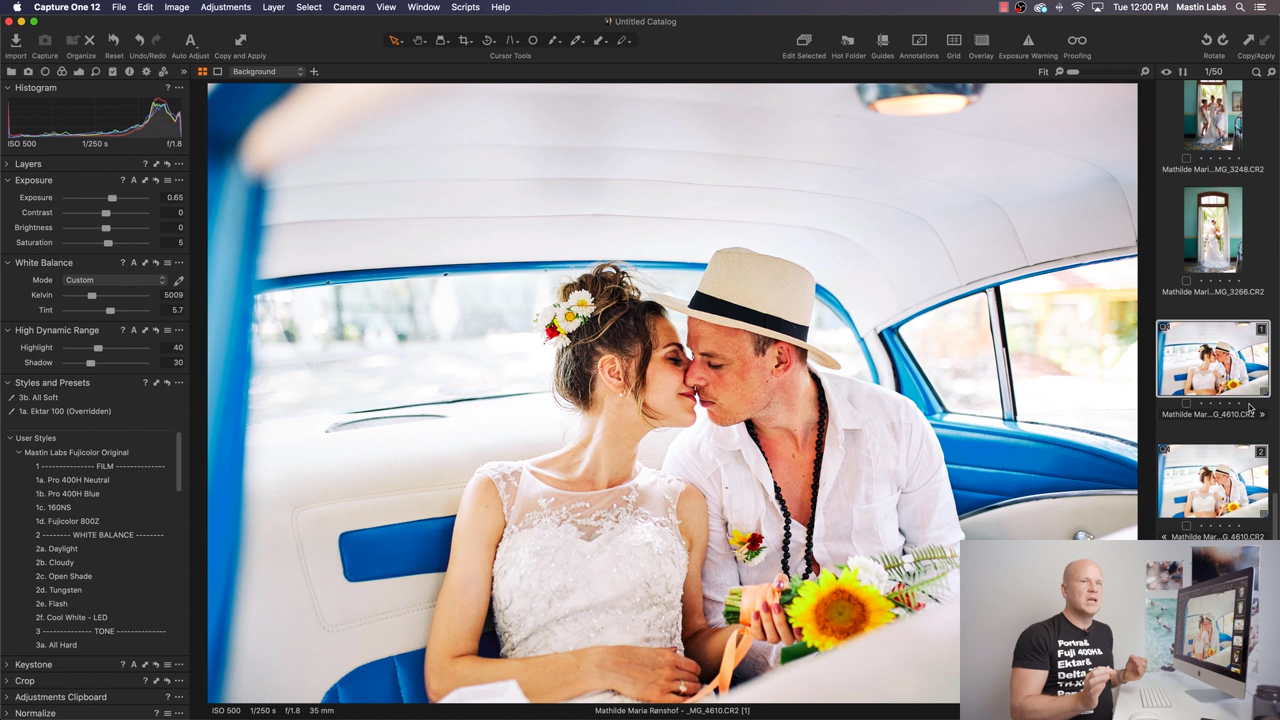 Capture One 12 File Edit Image Adjustments Layer Select Camera View Window Scripts Help Tue 12:00 PM Mastin Labs
Untitled Catalog
Import Capture Organize Reset Undo/Redo Auto Adjust Copy and Apply Cursor Tools Edit Selected Hot Folder Guides Annotations Grid Overlay Exposure Warning Proofing Rotate Copy/Apply
Background Fit 1/50
Histogram
ISO 500 1/250 s f/1.8
Layers
Exposure
Exposure 0.65
Contrast 0
Brightness 0
Saturation 5
White Balance
Mode Custom
Kelvin 5009
Tint 5.7
High Dynamic Range
Highlight 40
Shadow 30
Styles and Presets
3b. All Soft
1a. Ektar 100 (Overridden)
User Styles
Mastin Labs Fujicolor Original
1 --------------- FILM ---------------
1a. Pro 400H Neutral
1b. Pro 400H Blue
1c. 160NS
1d. Fujicolor 800Z
2 -------- WHITE BALANCE --------
2a. Daylight
2b. Cloudy
2c. Open Shade
2d. Tungsten
2e. Flash
2f. Cool White - LED
3 -------------- TONE --------------
3a. All Hard
Keystone
Crop
Adjustments Clipboard
Normalize
Mathilde Mari...MG_3248.CR2
Mathilde Mari...MG_3266.CR2
1
Mathilde Mar...G_4610.CR2
2
Mathilde Mar...G_4610.CR2
ISO 500 1/250 s f/1.8 35 mm Mathilde Maria Rønshof - _MG_4610.CR2 [1]
Portra&
Fuji 400H&
Ektar&
Delta
Tri-X
Pan